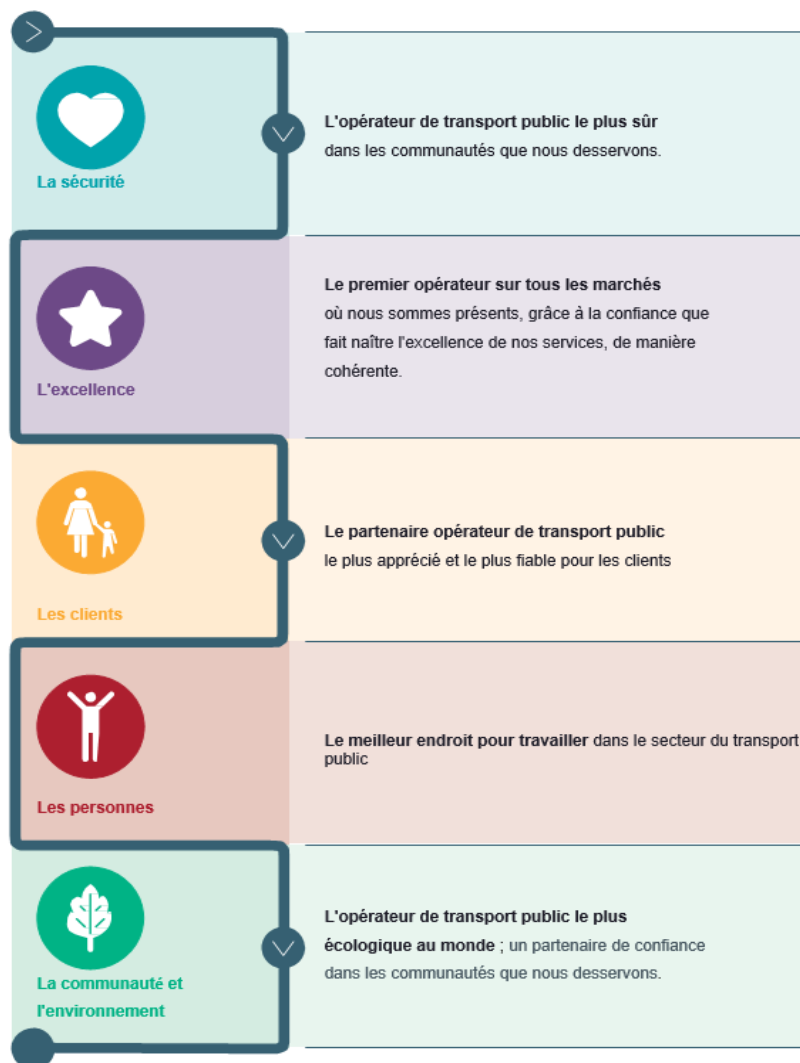 La sécurité
L'opérateur de transport public le plus sûr
dans les communautés que nous desservons.
L'excellence
Le premier opérateur sur tous les marchés
où nous sommes présents, grâce à la confiance que
fait naître l'excellence de nos services, de manière
cohérente.
Les clients
Le partenaire opérateur de transport public
le plus apprécié et le plus fiable pour les clients
Les personnes
Le meilleur endroit pour travailler dans le secteur du transport
public
La communauté et
l'environnement
L'opérateur de transport public le plus
écologique au monde ; un partenaire de confiance
dans les communautés que nous desservons.